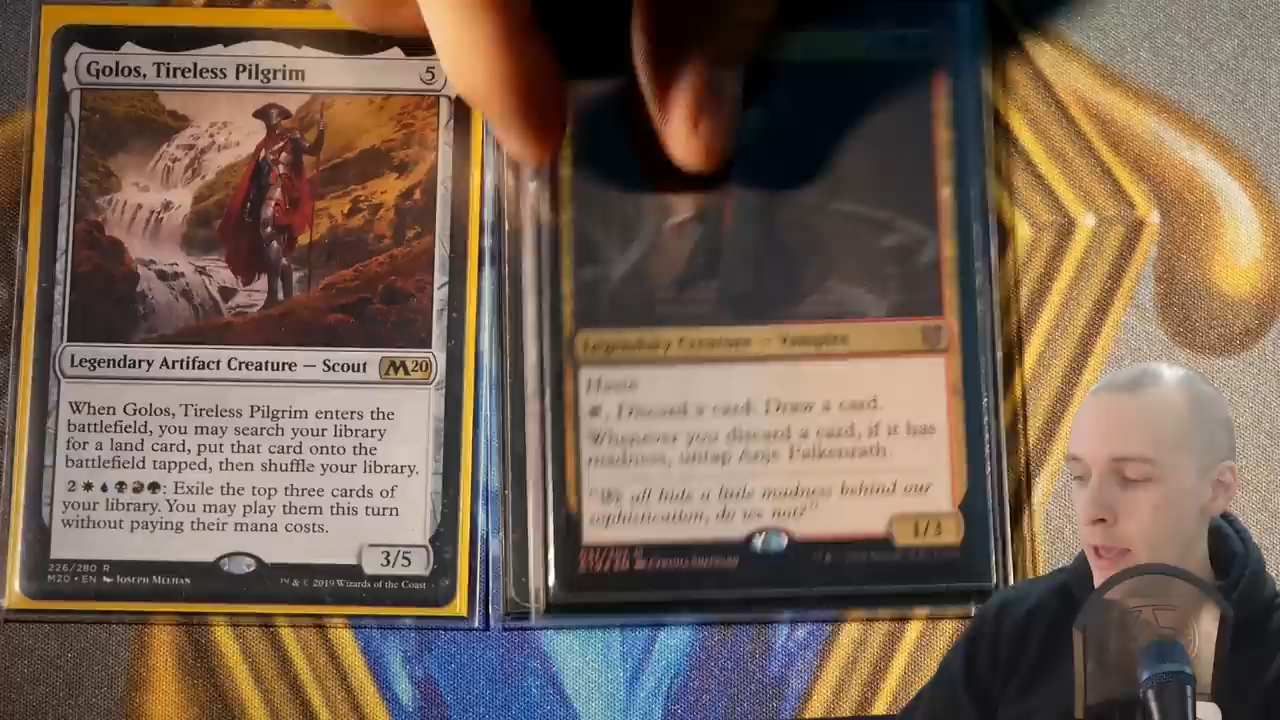 Golos, Tireless Pilgrim 5
Legendary Artifact Creature — Scout M20
When Golos, Tireless Pilgrim enters the
battlefield, you may search your library
for a land card, put that card onto the
battlefield tapped, then shuffle your library.
2: Exile the top three cards of
your library. You may play them this turn
without paying their mana costs.
3/5
226/280 R
M20 • EN Joseph Meehan
™ & © 2019 Wizards of the Coast
Legendary Creature — Vampire
Haste
, Discard a card: Draw a card.
Whenever you discard a card, if it has
madness, untap Anje Falkenrath.
"We all hide a little madness behind our
sophistication, do we not?"
1/3